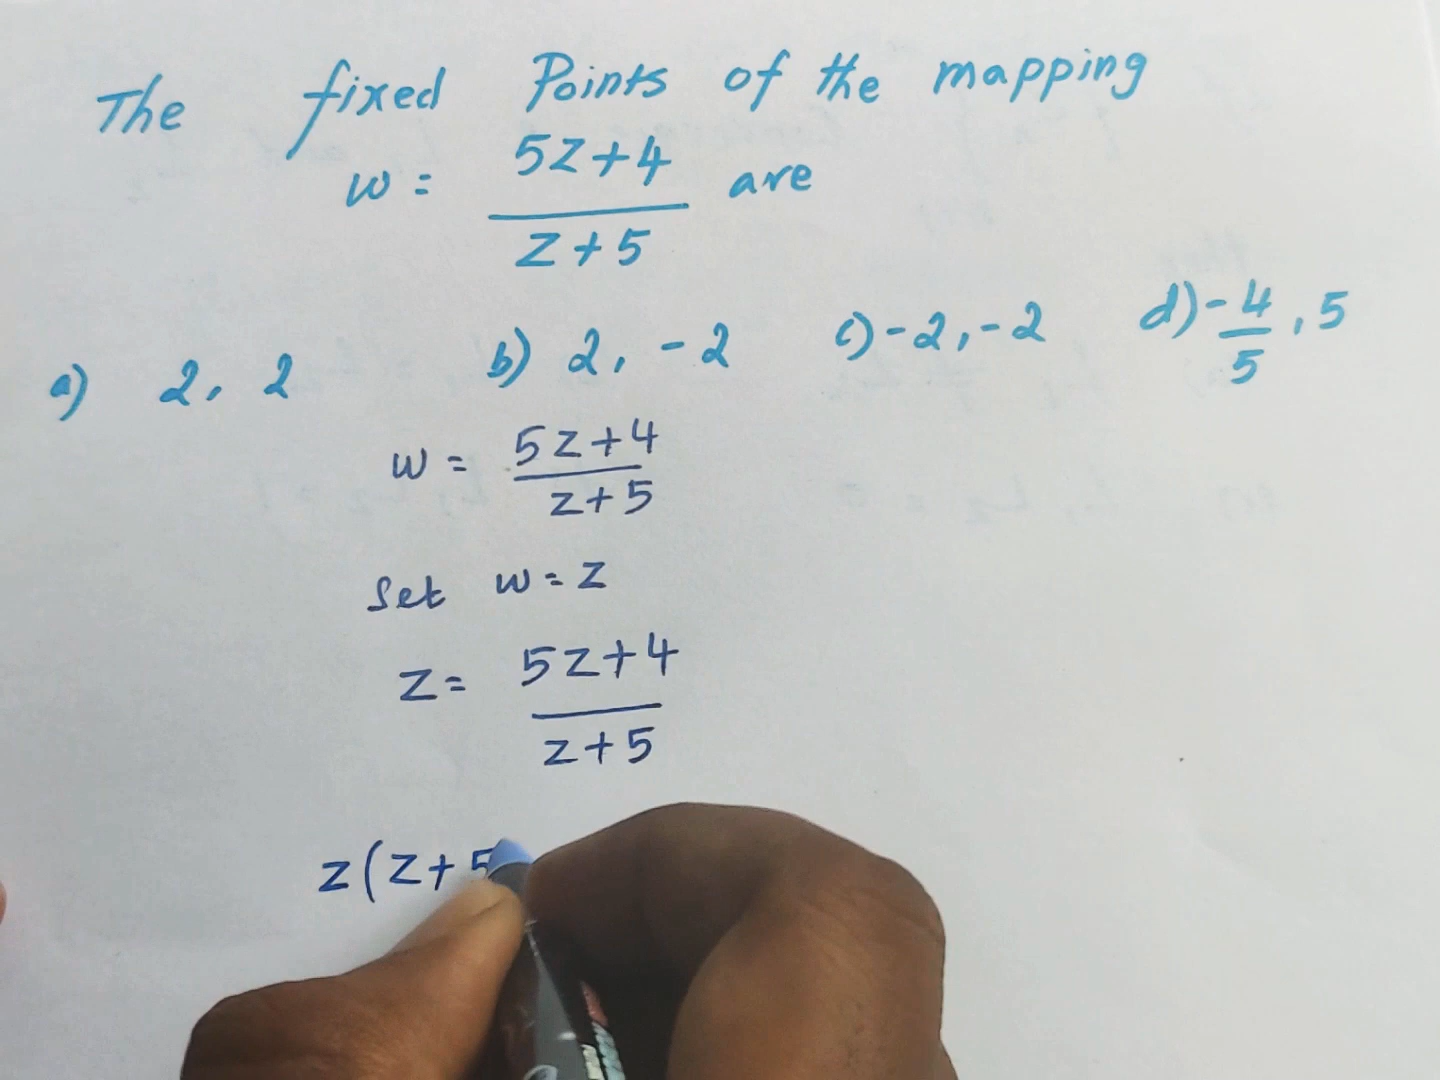 The fixed Points of the mapping
w = 5z+4 / z+5 are
a) 2, 2 b) 2, -2 c) -2, -2 d) -4/5, 5
w = 5z+4 / z+5
Set w = z
z = 5z+4 / z+5
z(z+5